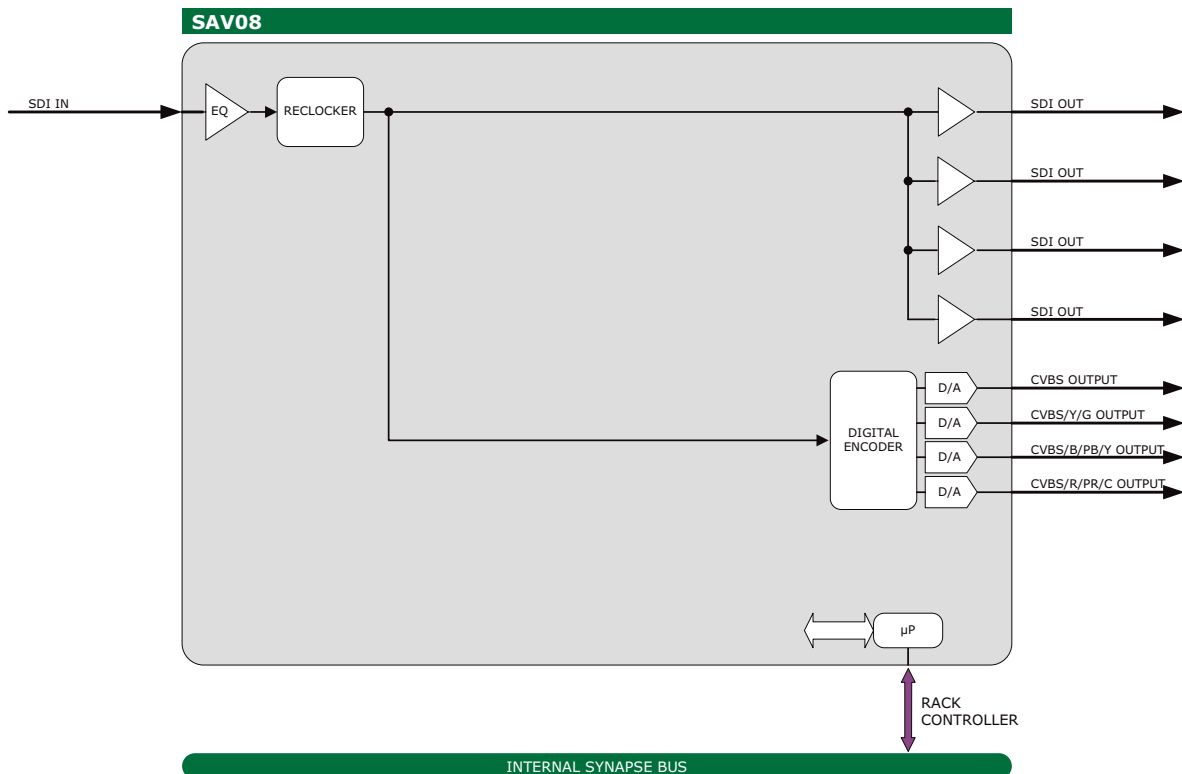 SAV08
SDI IN
EQ
RECLOCKER
SDI OUT
SDI OUT
SDI OUT
SDI OUT
DIGITAL
ENCODER
D/A
CVBS OUTPUT
D/A
CVBS/Y/G OUTPUT
D/A
CVBS/B/PB/Y OUTPUT
D/A
CVBS/R/PR/C OUTPUT
µP
RACK
CONTROLLER
INTERNAL SYNAPSE BUS